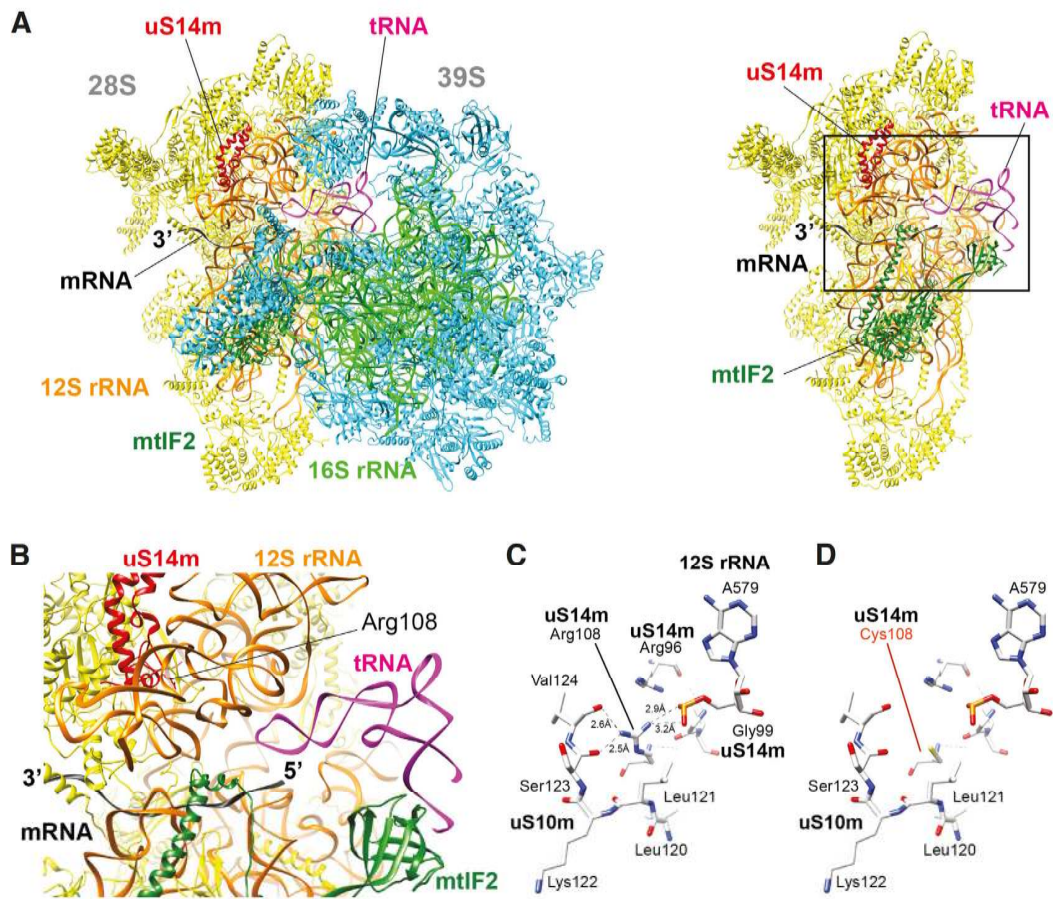 A
uS14m
tRNA
28S
39S
3’
mRNA
12S rRNA
mtIF2
16S rRNA
uS14m
tRNA
3’
mRNA
mtIF2
B
uS14m
12S rRNA
Arg108
tRNA
5’
3’
mRNA
mtIF2
C
12S rRNA
A579
uS14m
Arg108
uS14m
Arg96
Val124
2.6Å
2.9Å
3.2Å
2.5Å
Gly99
uS14m
Ser123
Leu121
uS10m
Leu120
Lys122
D
A579
uS14m
Cys108
Val124
Ser123
Leu121
uS10m
Leu120
Lys122